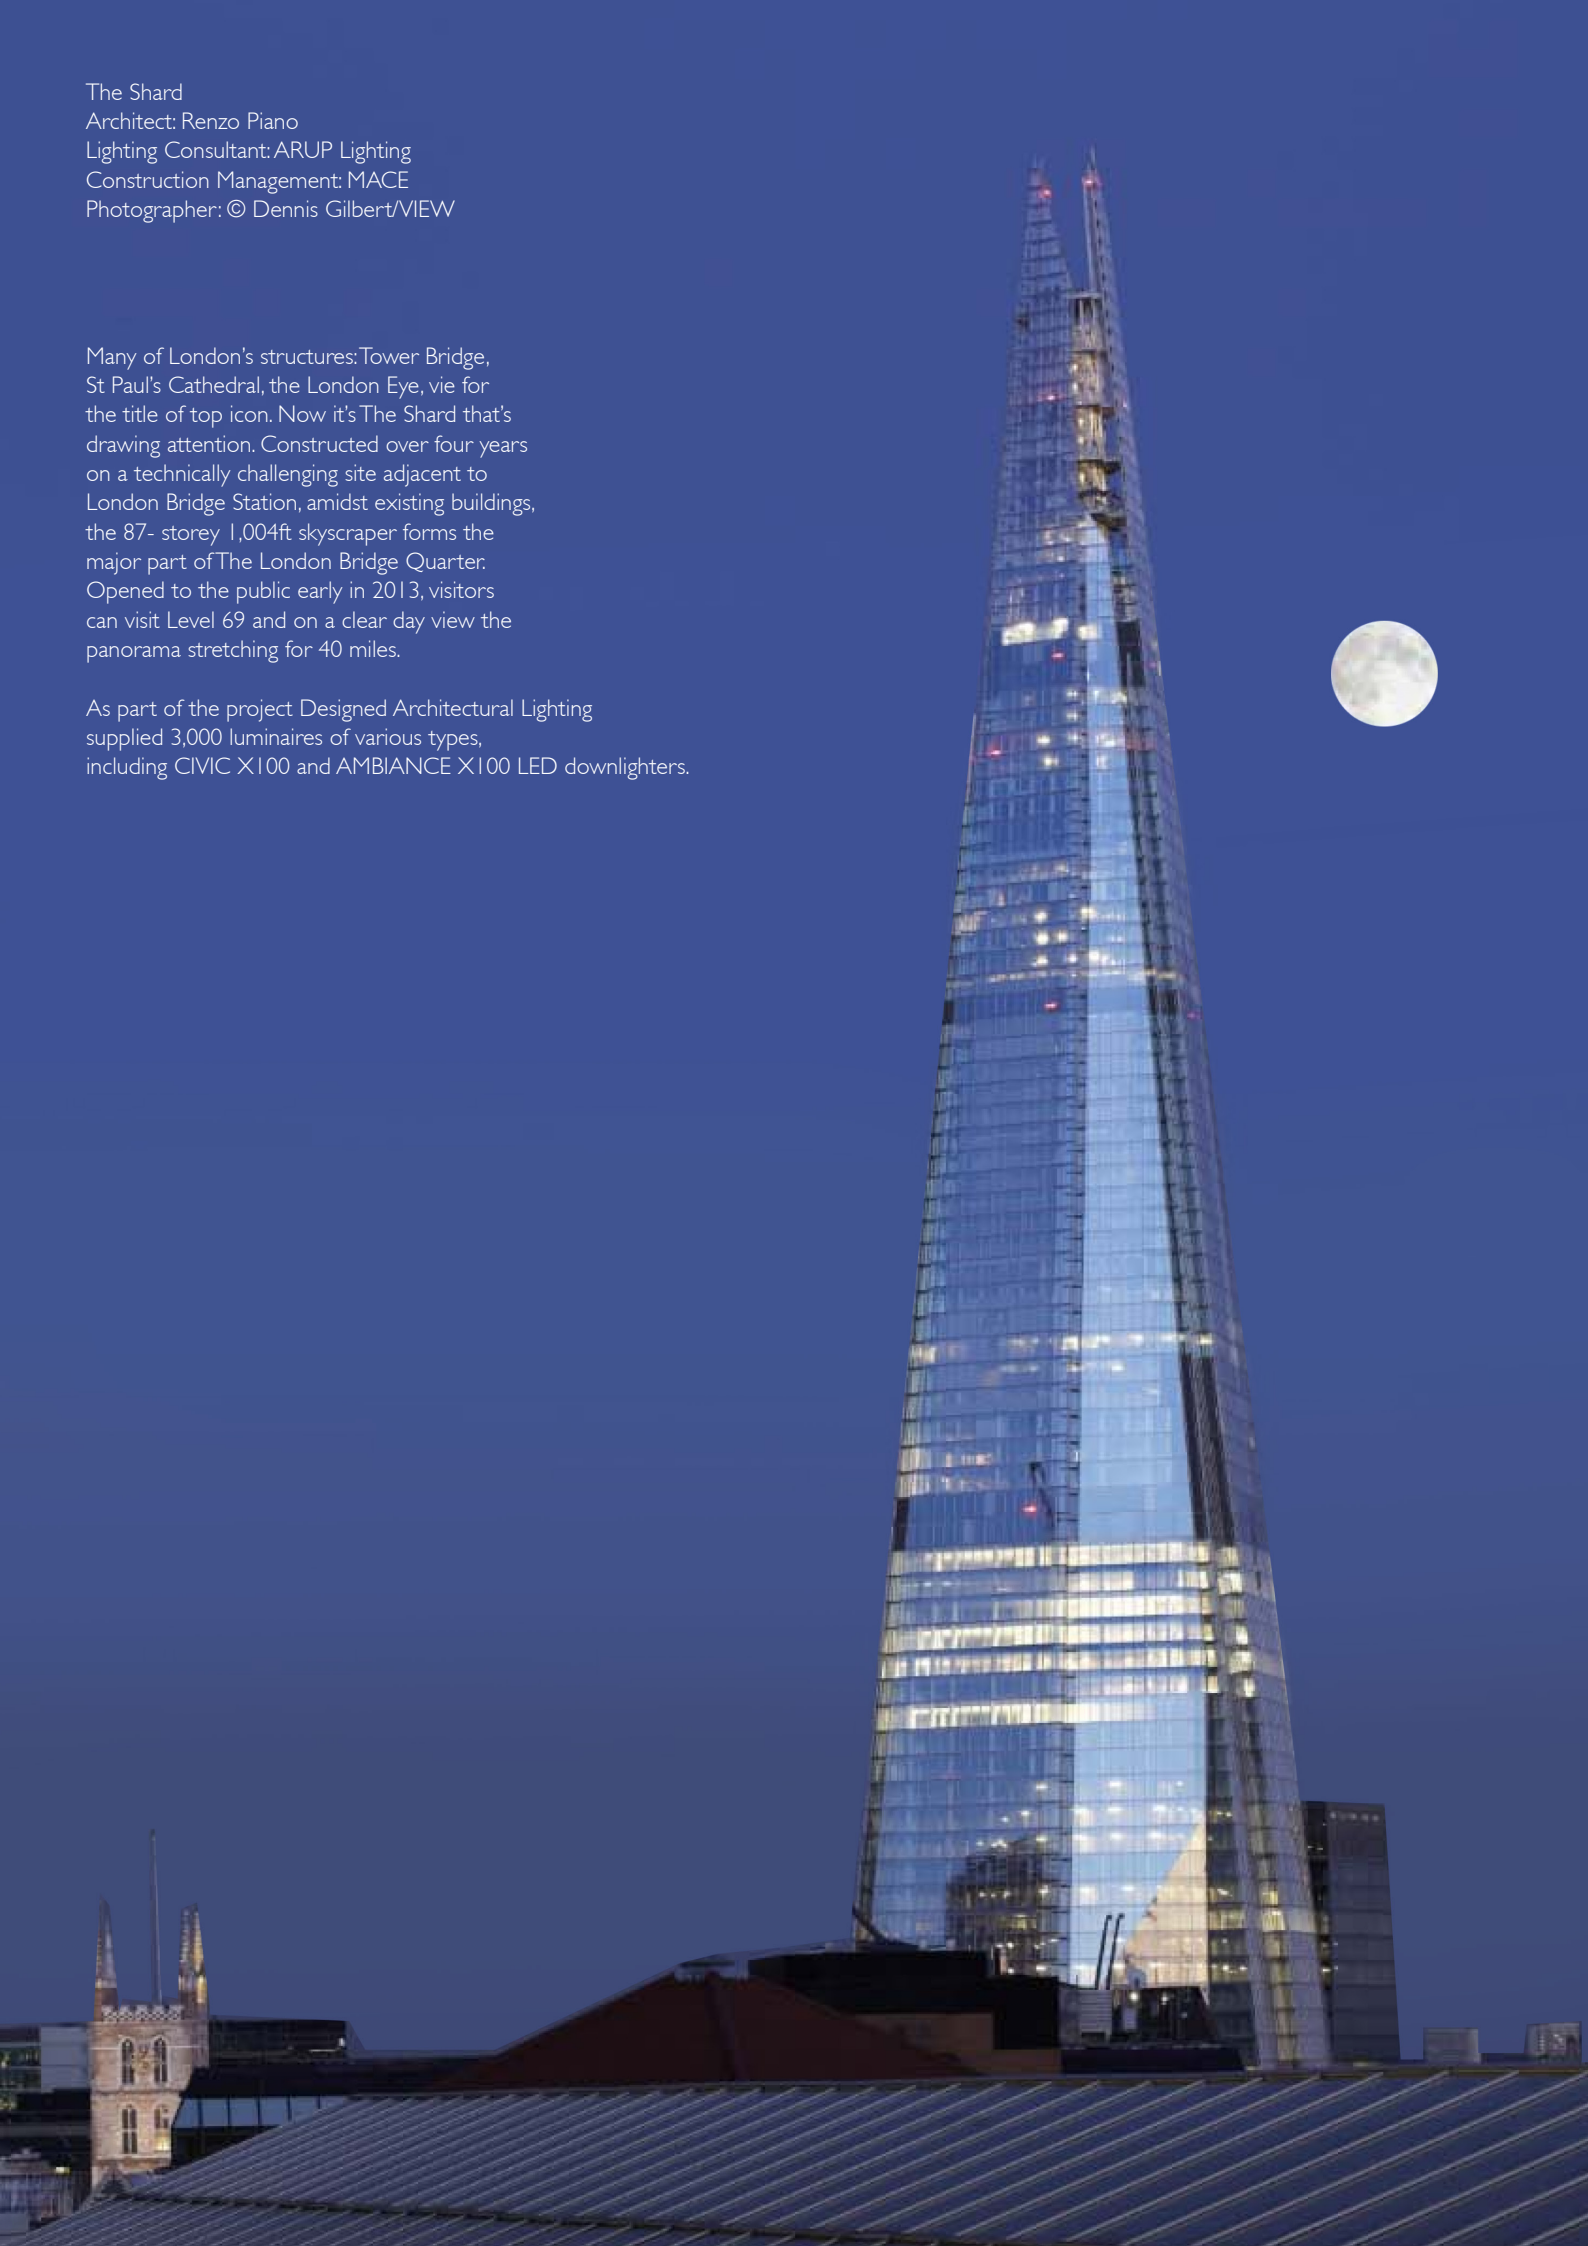 The Shard
Architect: Renzo Piano
Lighting Consultant: ARUP Lighting
Construction Management: MACE
Photographer: © Dennis Gilbert/VIEW
Many of London's structures: Tower Bridge,
St Paul's Cathedral, the London Eye, vie for
the title of top icon. Now it's The Shard that's
drawing attention. Constructed over four years
on a technically challenging site adjacent to
London Bridge Station, amidst existing buildings,
the 87- storey 1,004ft skyscraper forms the
major part of The London Bridge Quarter.
Opened to the public early in 2013, visitors
can visit Level 69 and on a clear day view the
panorama stretching for 40 miles.
As part of the project Designed Architectural Lighting
supplied 3,000 luminaires of various types,
including CIVIC X100 and AMBIANCE X100 LED downlighters.